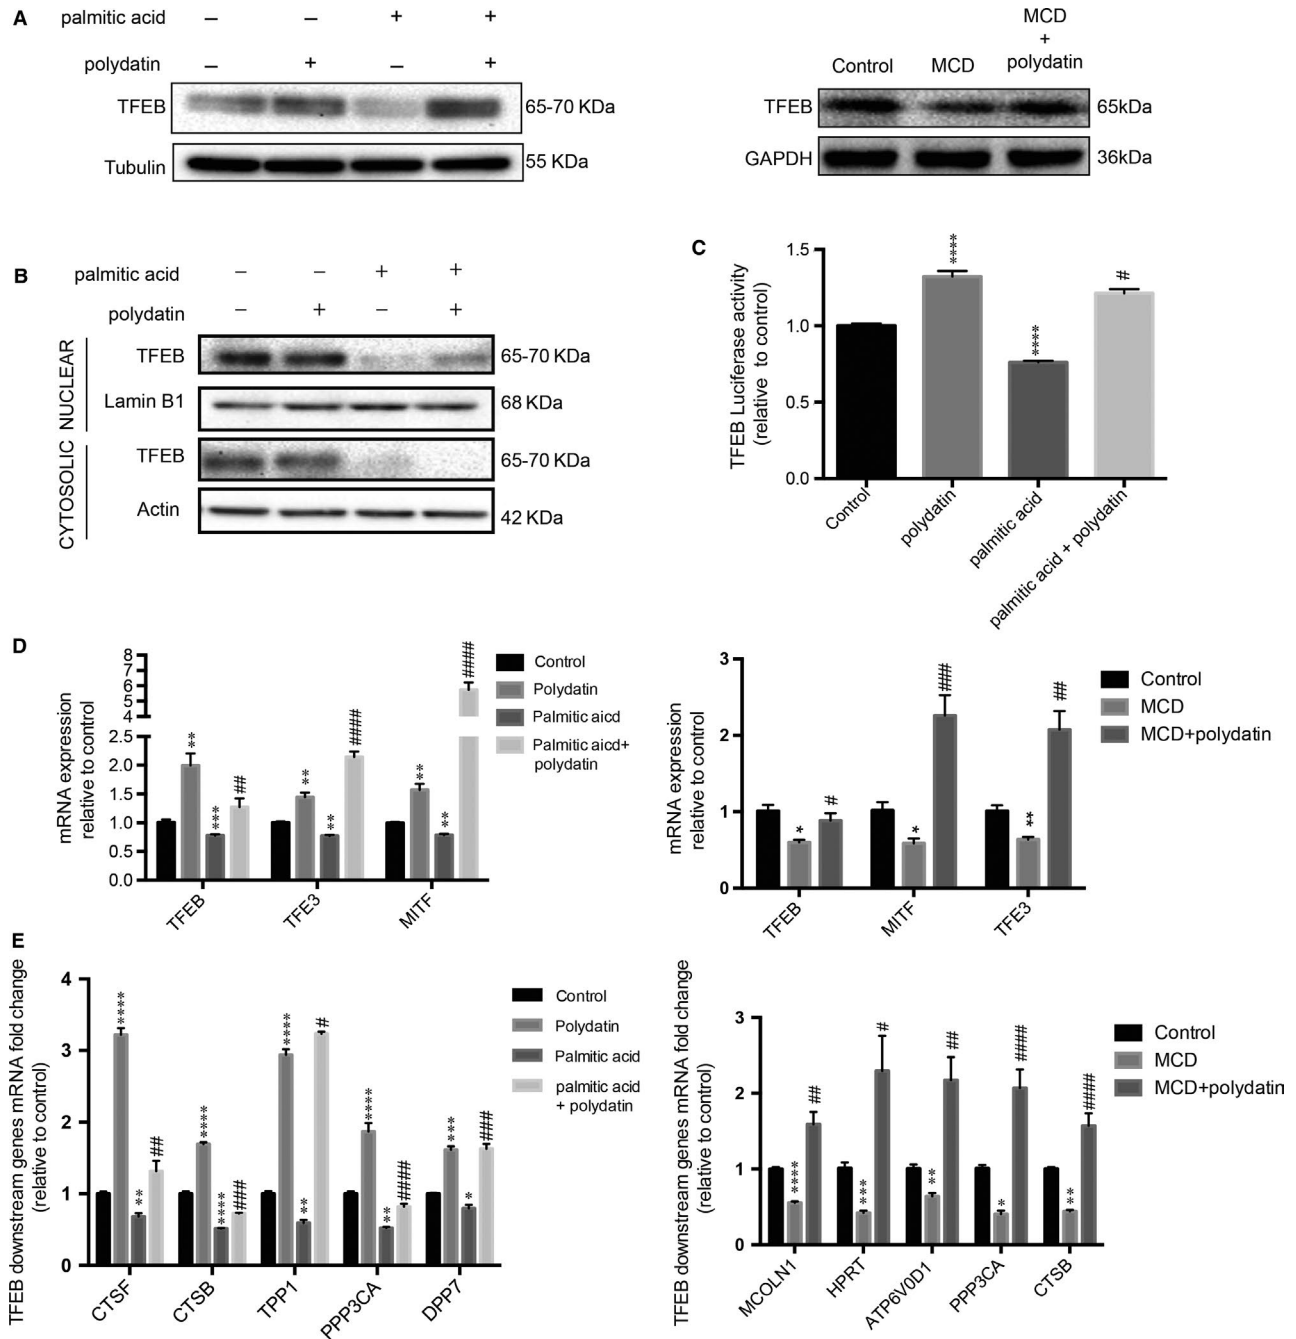 A
palmitic acid – – + +
polydatin – + – +
TFEB 65-70 KDa
Tubulin 55 KDa
MCD
+
Control MCD polydatin
TFEB 65kDa
GAPDH 36kDa
B
palmitic acid – – + +
polydatin – + – +
NUCLEAR
TFEB 65-70 KDa
Lamin B1 68 KDa
CYTOSOLIC
TFEB 65-70 KDa
Actin 42 KDa
C
TFEB Luciferase activity
(relative to control)
1.5
1.0
0.5
0.0
****
****
#
Control
polydatin
palmitic acid
palmitic acid + polydatin
D
mRNA expression
relative to control
8
7
6
5
4
2.5
2.0
1.5
1.0
0.5
0.0
**
***
##
**
**
####
**
**
####
TFEB
TFE3
MITF
Control
Polydatin
Palmitic aicd
Palmitic aicd+
polydatin
mRNA expression
relative to control
3
2
1
0
*
#
*
###
**
##
TFEB
MITF
TFE3
Control
MCD
MCD+polydatin
E
TFEB downstream genes mRNA fold change
(relative to control)
4
3
2
1
0
****
**
##
****
****
###
****
**
#
****
**
####
***
*
###
CTSF
CTSB
TPP1
PPP3CA
DPP7
Control
Polydatin
Palmitic acid
palmitic acid
+ polydatin
TFEB downstream genes mRNA fold change
(relative to control)
3
2
1
0
****
##
***
#
**
##
*
####
**
####
MCOLN1
HPRT
ATP6V0D1
PPP3CA
CTSB
Control
MCD
MCD+polydatin